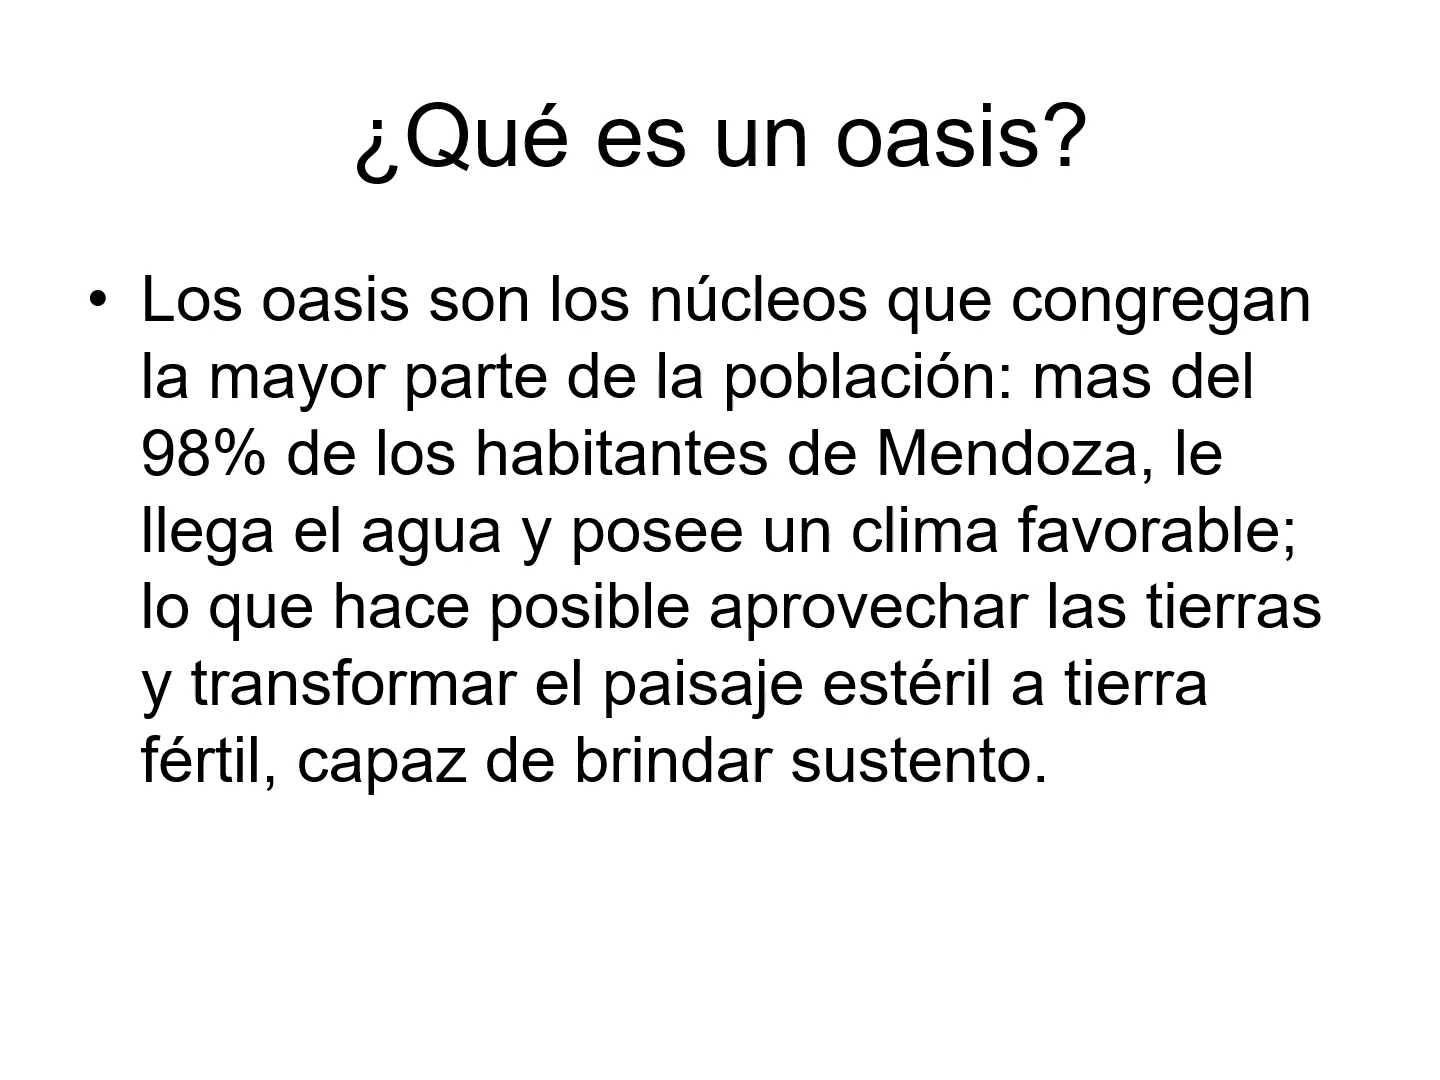 ¿Qué es un oasis?
• Los oasis son los núcleos que congregan
la mayor parte de la población: mas del
98% de los habitantes de Mendoza, le
llega el agua y posee un clima favorable;
lo que hace posible aprovechar las tierras
y transformar el paisaje estéril a tierra
fértil, capaz de brindar sustento.